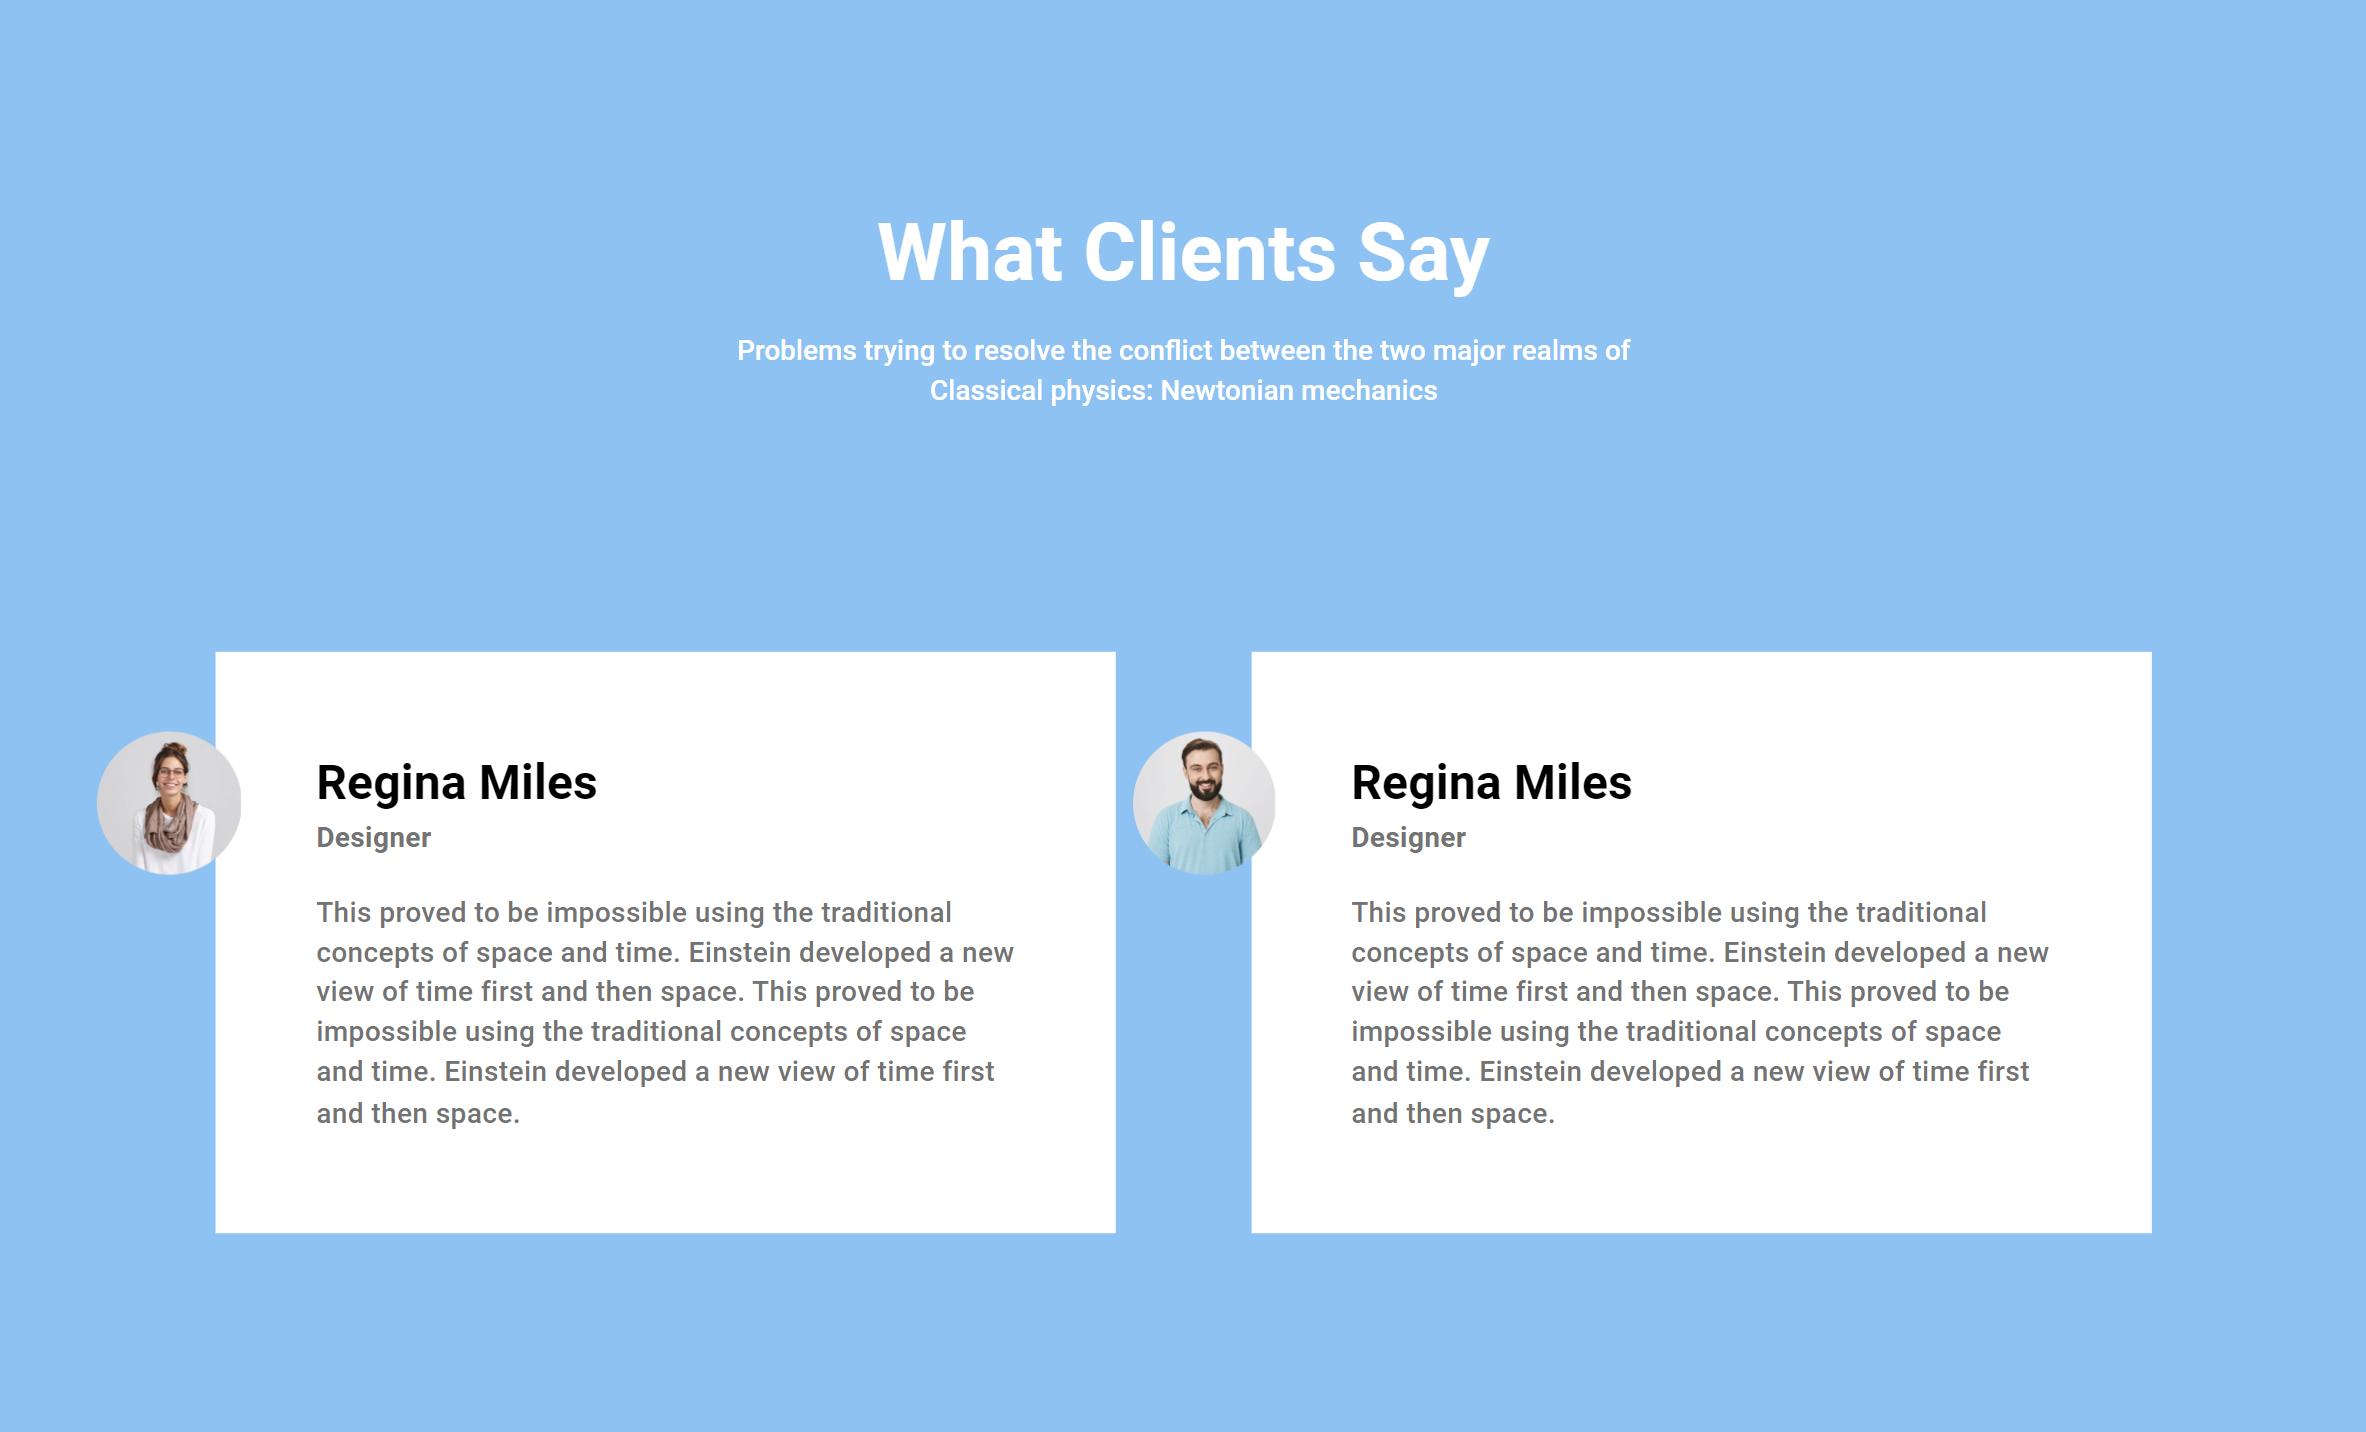 What Clients Say
Problems trying to resolve the conflict between the two major realms of
Classical physics: Newtonian mechanics
Regina Miles
Designer
This proved to be impossible using the traditional
concepts of space and time. Einstein developed a new
view of time first and then space. This proved to be
impossible using the traditional concepts of space
and time. Einstein developed a new view of time first
and then space.
Regina Miles
Designer
This proved to be impossible using the traditional
concepts of space and time. Einstein developed a new
view of time first and then space. This proved to be
impossible using the traditional concepts of space
and time. Einstein developed a new view of time first
and then space.